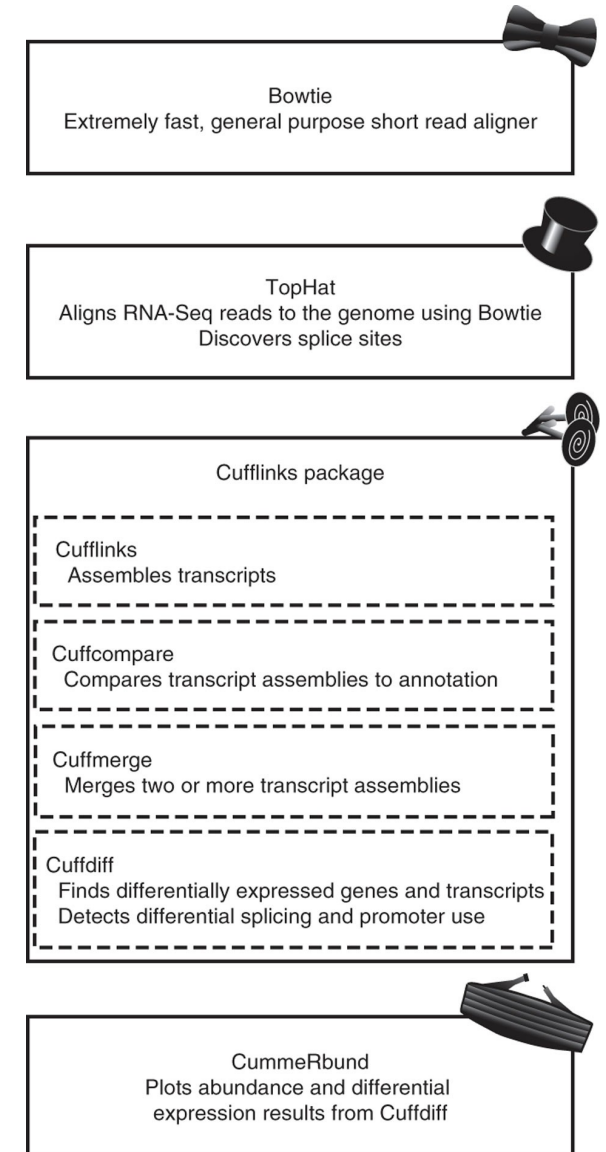 Bowtie
Extremely fast, general purpose short read aligner
TopHat
Aligns RNA-Seq reads to the genome using Bowtie
Discovers splice sites
Cufflinks package
Cufflinks
Assembles transcripts
Cuffcompare
Compares transcript assemblies to annotation
Cuffmerge
Merges two or more transcript assemblies
Cuffdiff
Finds differentially expressed genes and transcripts
Detects differential splicing and promoter use
CummeRbund
Plots abundance and differential
expression results from Cuffdiff